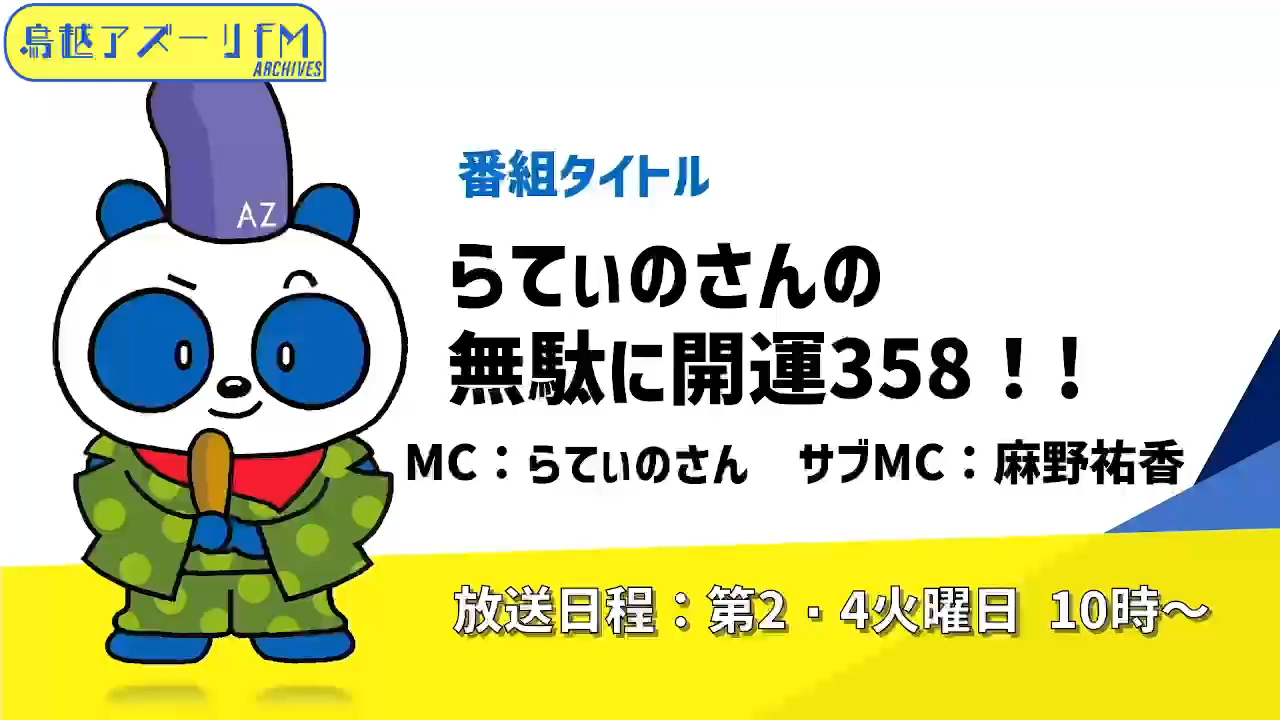 鳥越アズーリFM
ARCHIVES
AZ
番組タイトル
らてぃのさんの
無駄に開運358！！
MC：らてぃのさん　サブMC：麻野祐香
放送日程：第2・4火曜日 10時～